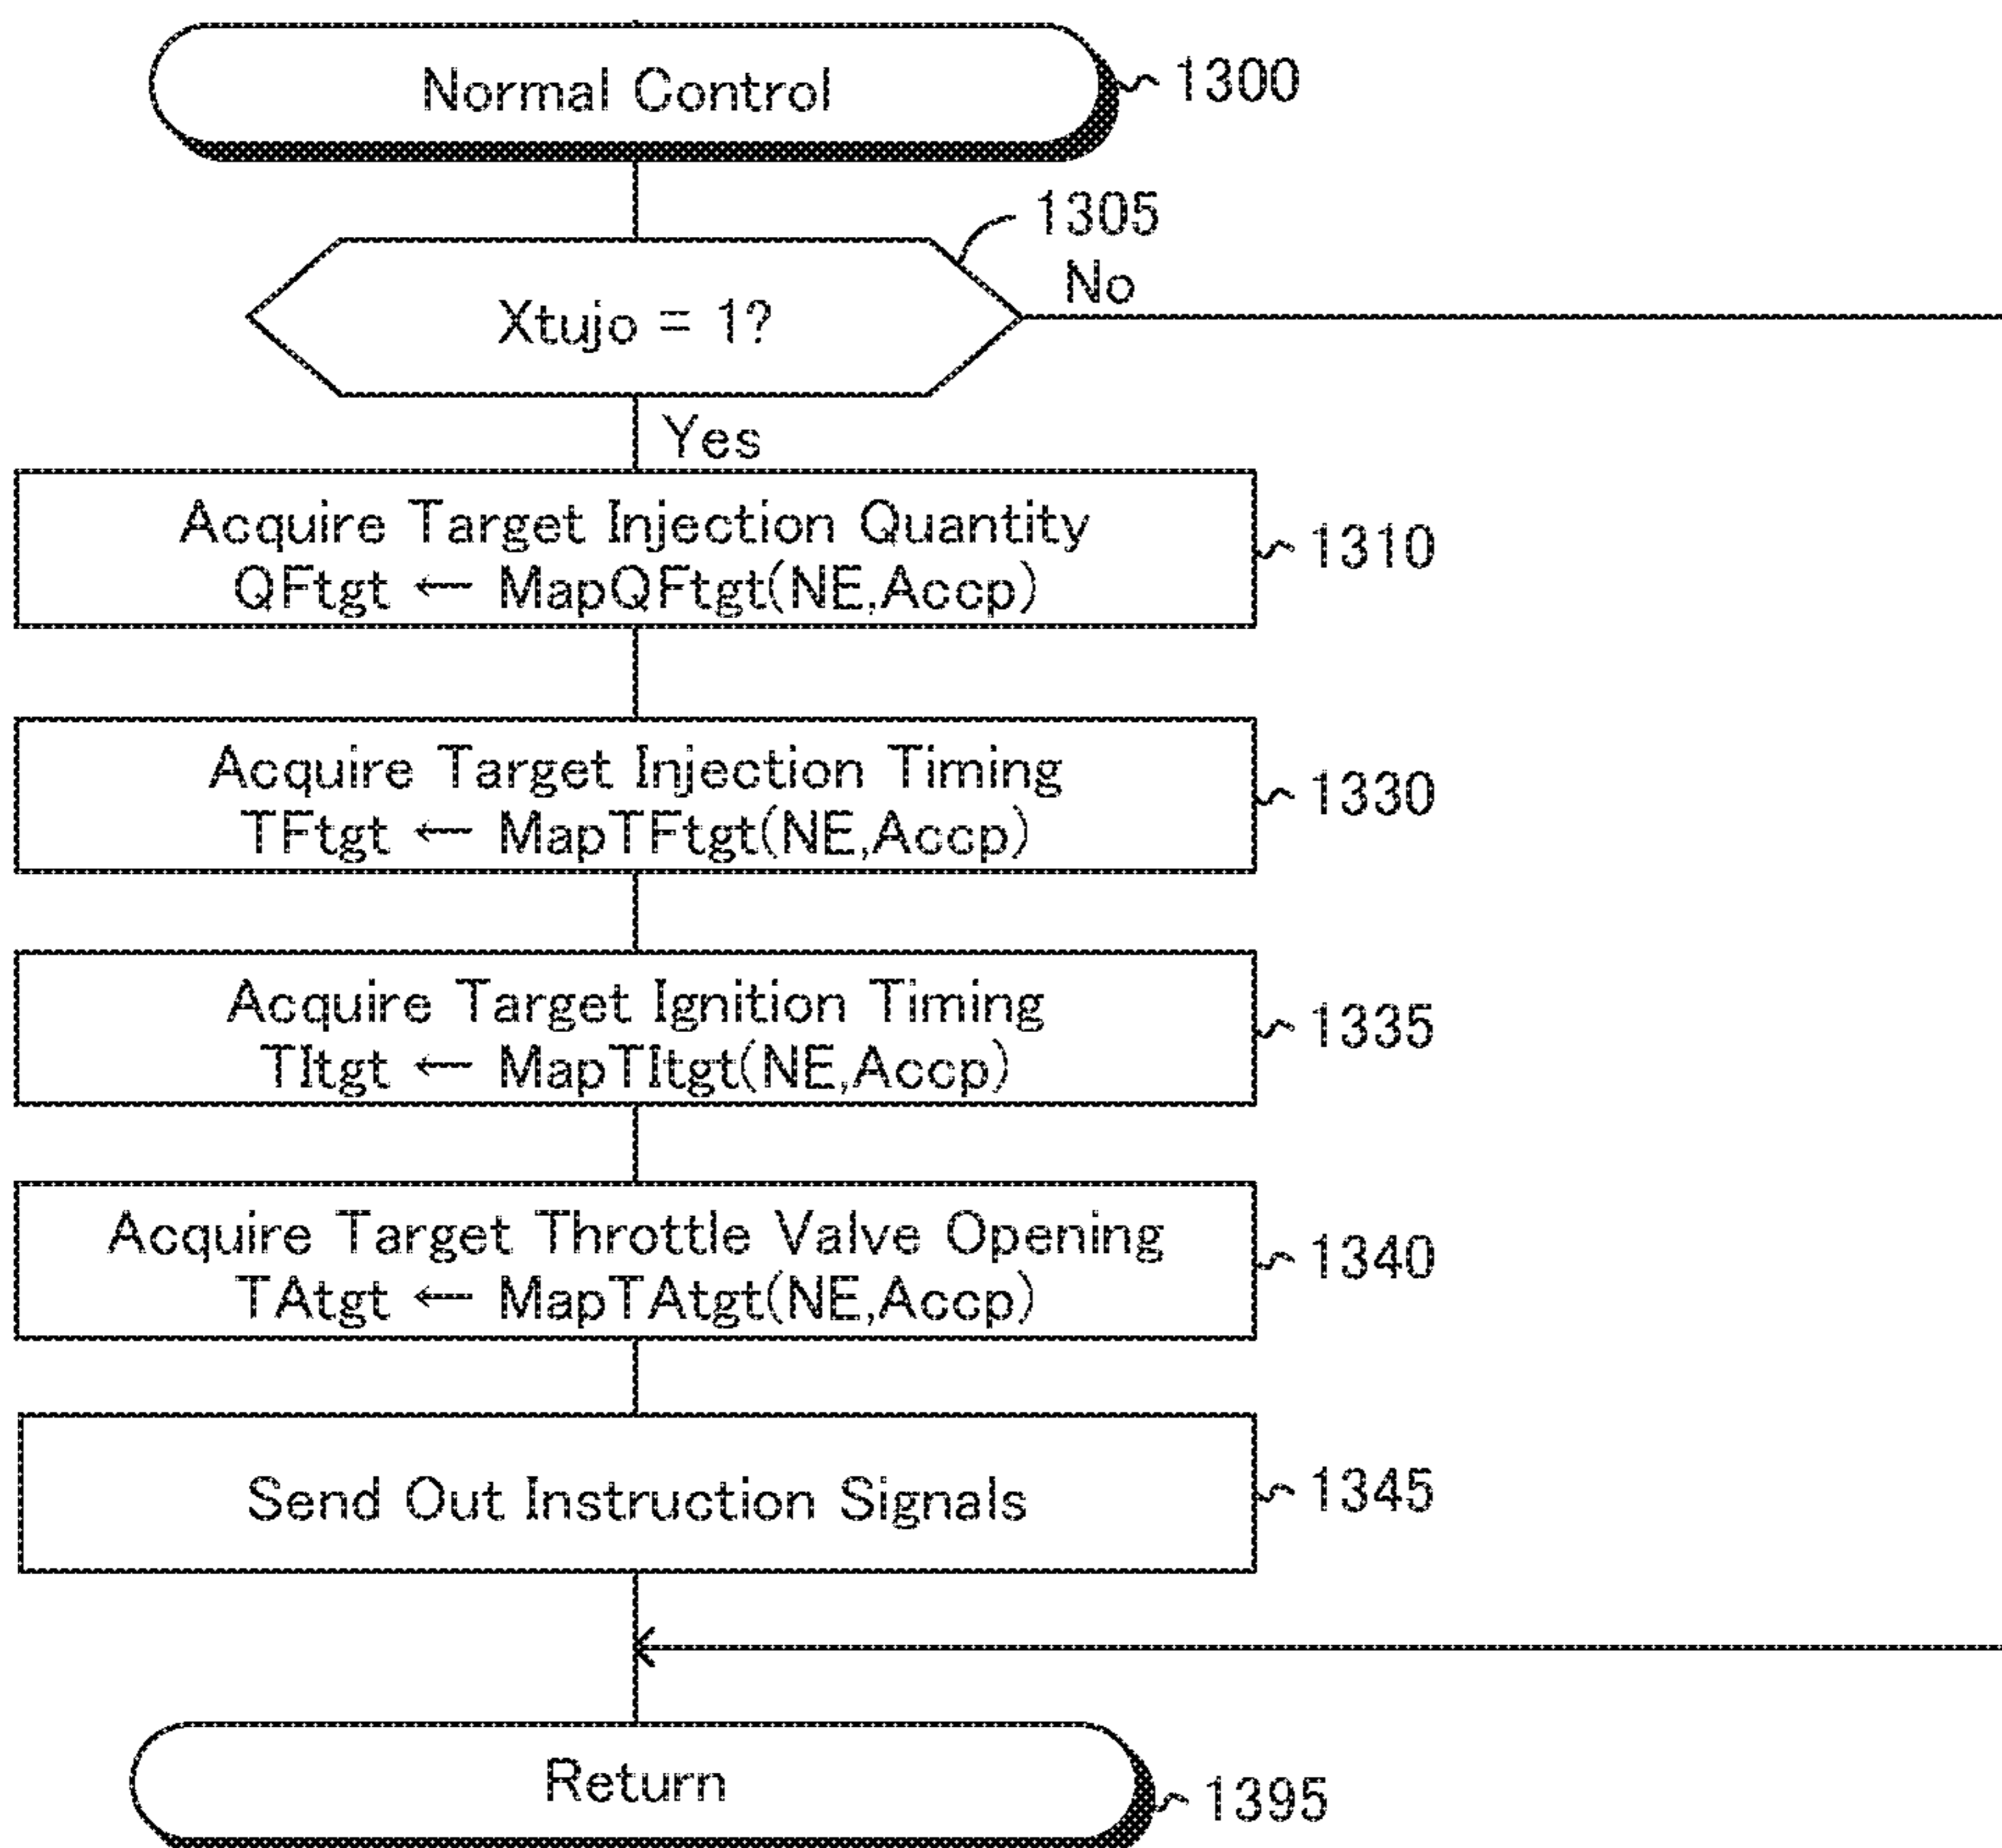 Normal Control
1300
1305
No
Xtujo = 1?
Yes
Acquire Target Injection Quantity
QFtgt ← MapQFtgt(NE,Accp)
1310
Acquire Target Injection Timing
TFtgt ← MapTFtgt(NE,Accp)
1330
Acquire Target Ignition Timing
TItgt ← MapTItgt(NE,Accp)
1335
Acquire Target Throttle Valve Opening
TAtgt ← MapTAtgt(NE,Accp)
1340
Send Out Instruction Signals
1345
Return
1395